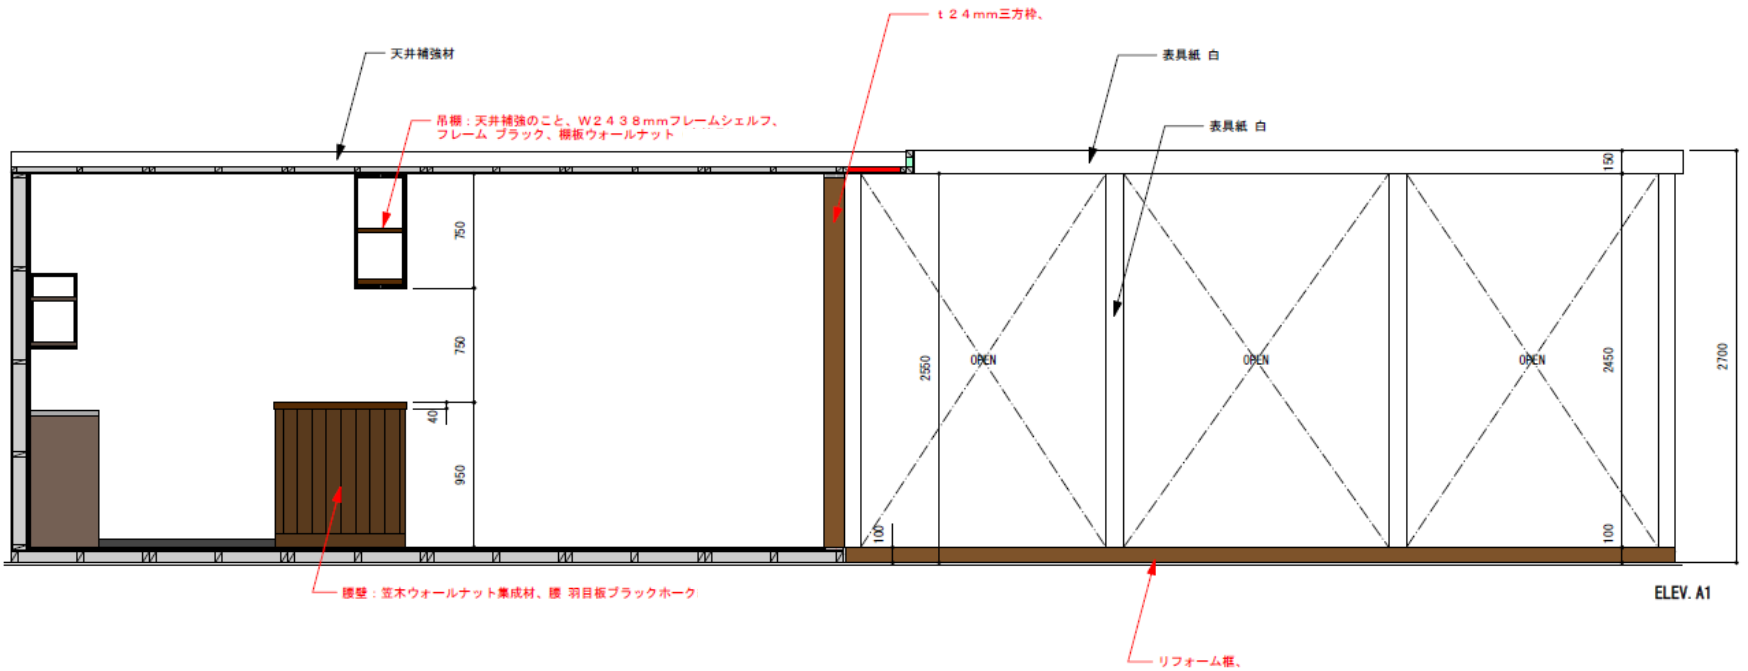 ｔ２４ｍｍ三方枠、
天井補強材
表具紙 白
吊棚：天井補強のこと、Ｗ２４３８ｍｍフレームシェルフ、
フレーム ブラック、棚板ウォールナット
表具紙 白
150
750
750
2550
OPEN
OPEN
OPEN
2450
2700
40
950
100
100
腰壁：笠木ウォールナット集成材、腰 羽目板ブラックホーク
ELEV. A1
リフォーム框、